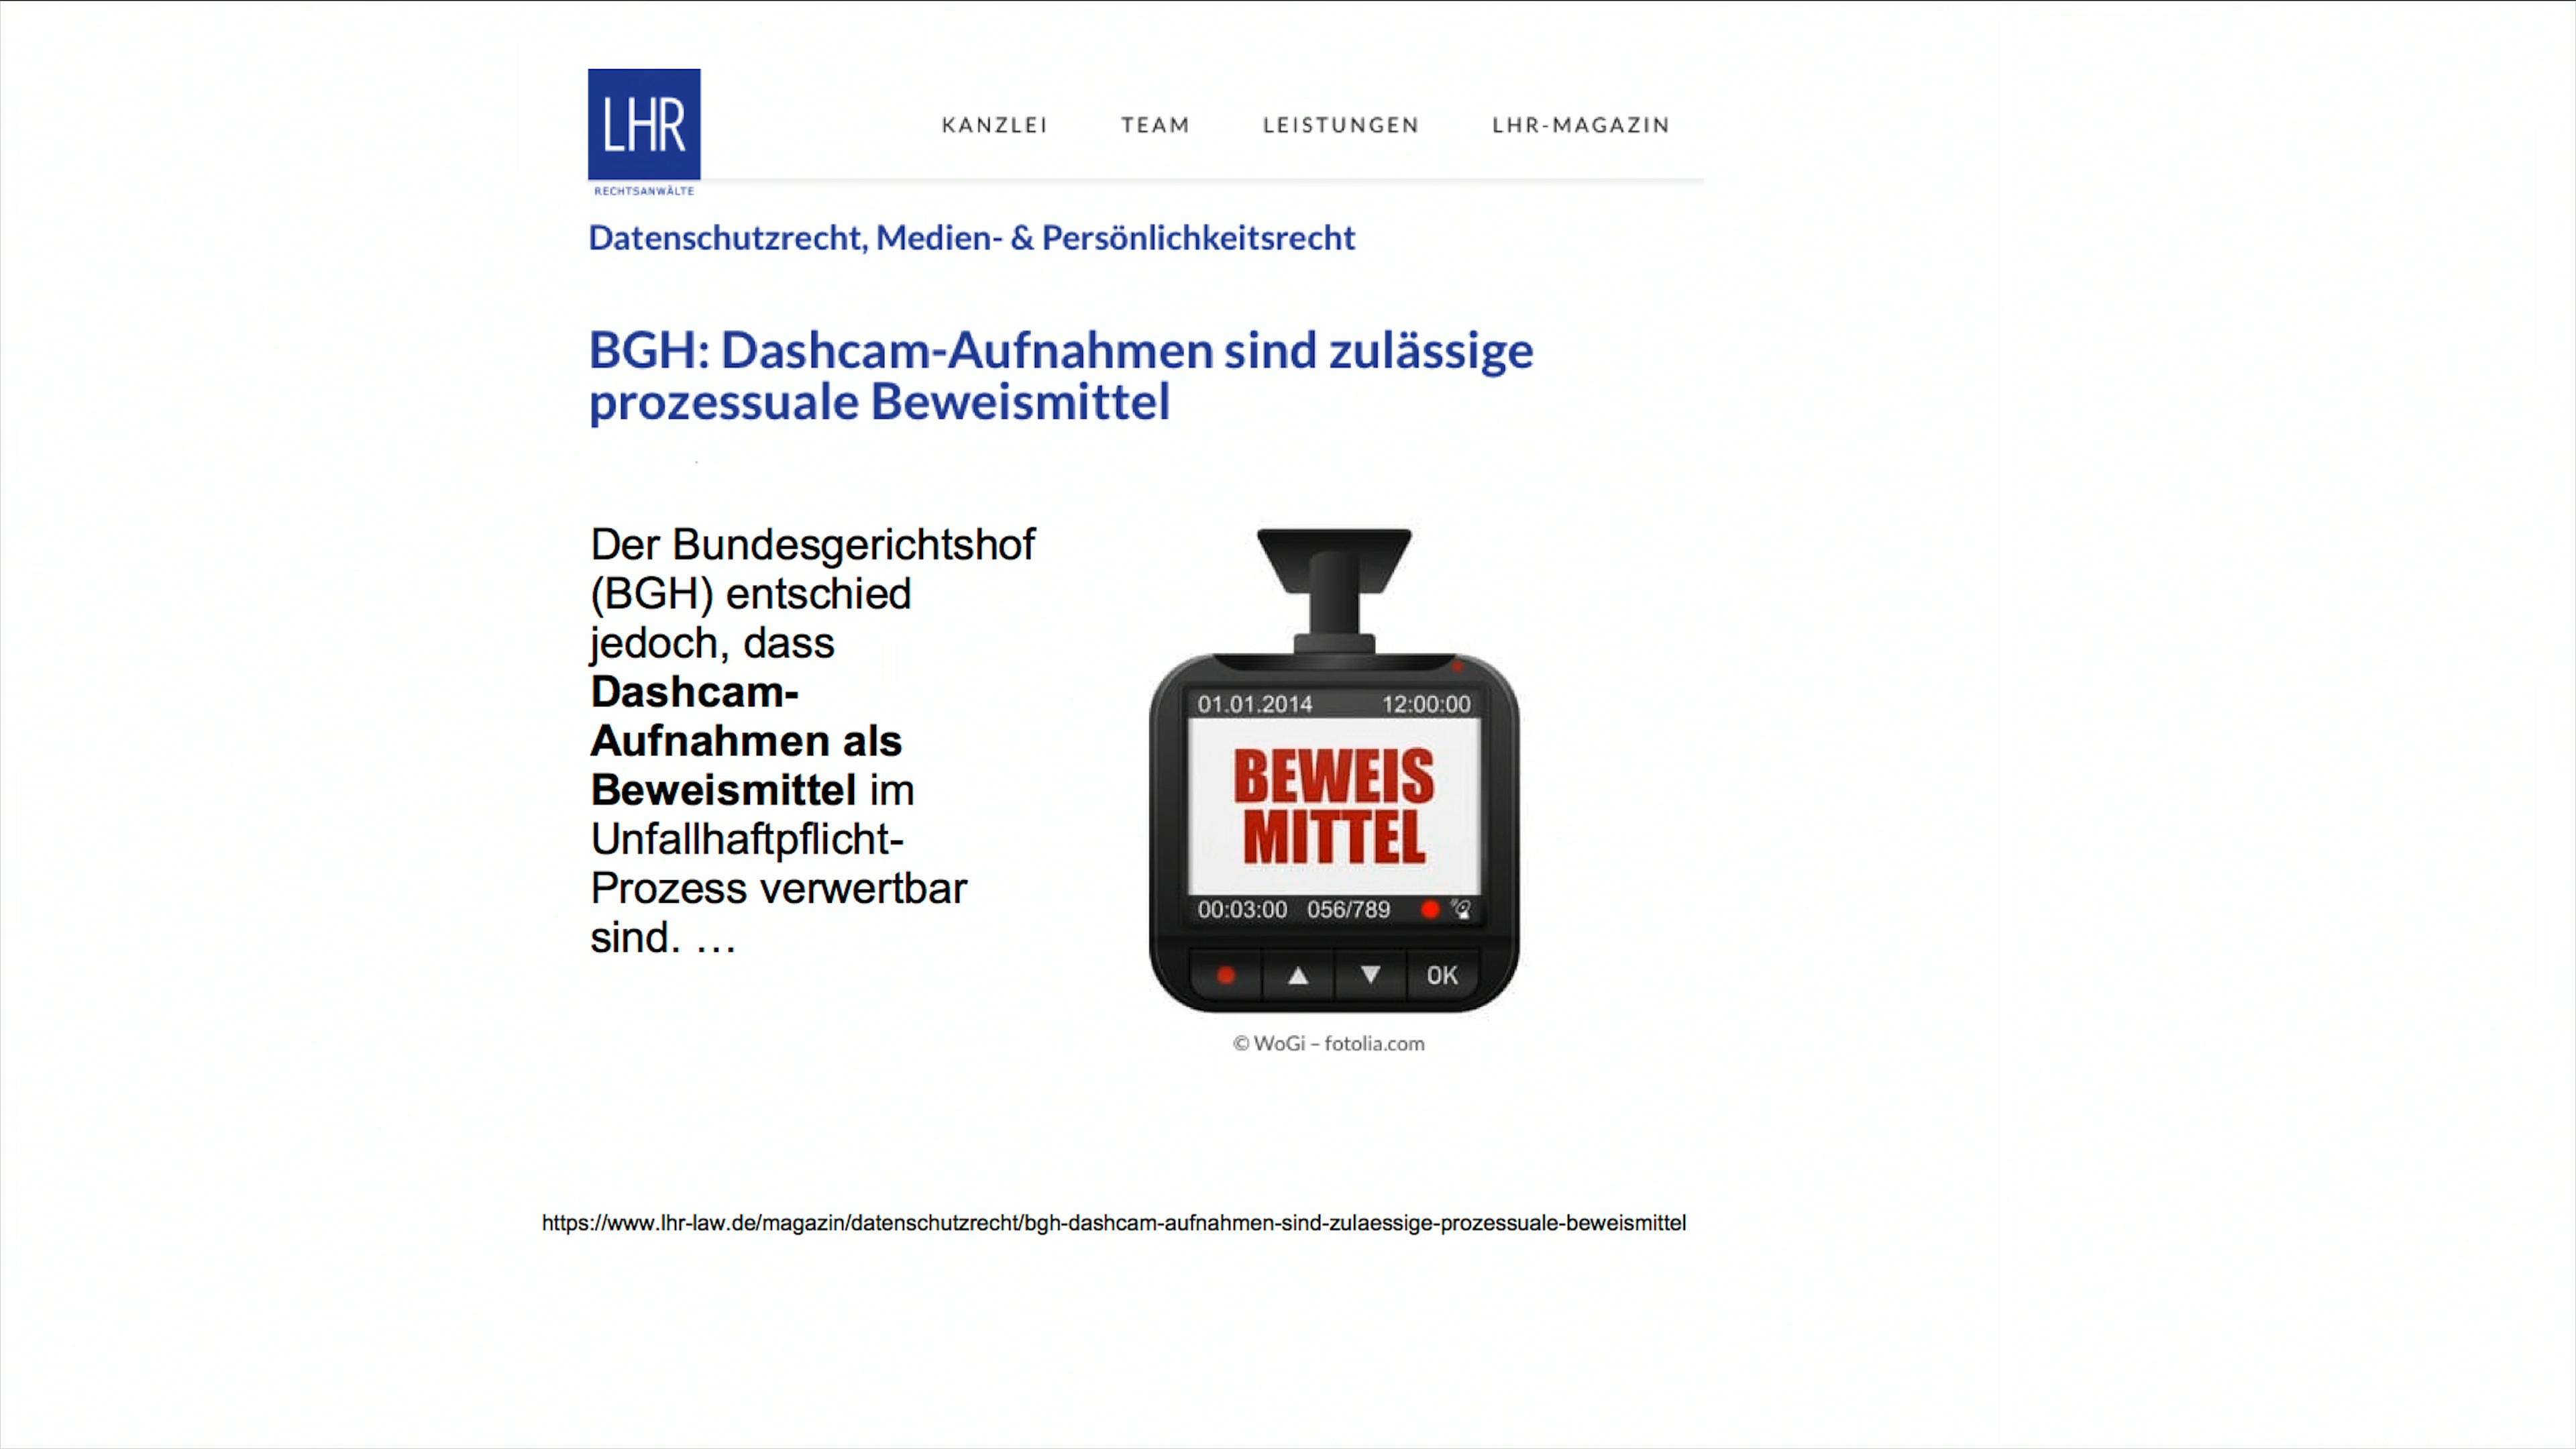 LHR
RECHTSANWÄLTE
KANZLEI TEAM LEISTUNGEN LHR-MAGAZIN
Datenschutzrecht, Medien- & Persönlichkeitsrecht
BGH: Dashcam-Aufnahmen sind zulässige
prozessuale Beweismittel
Der Bundesgerichtshof
(BGH) entschied
jedoch, dass
Dashcam-
Aufnahmen als
Beweismittel im
Unfallhaftpflicht-
Prozess verwertbar
sind. …
01.01.2014 12:00:00
BEWEIS
MITTEL
00:03:00 056/789
OK
© WoGi – fotolia.com
https://www.lhr-law.de/magazin/datenschutzrecht/bgh-dashcam-aufnahmen-sind-zulaessige-prozessuale-beweismittel